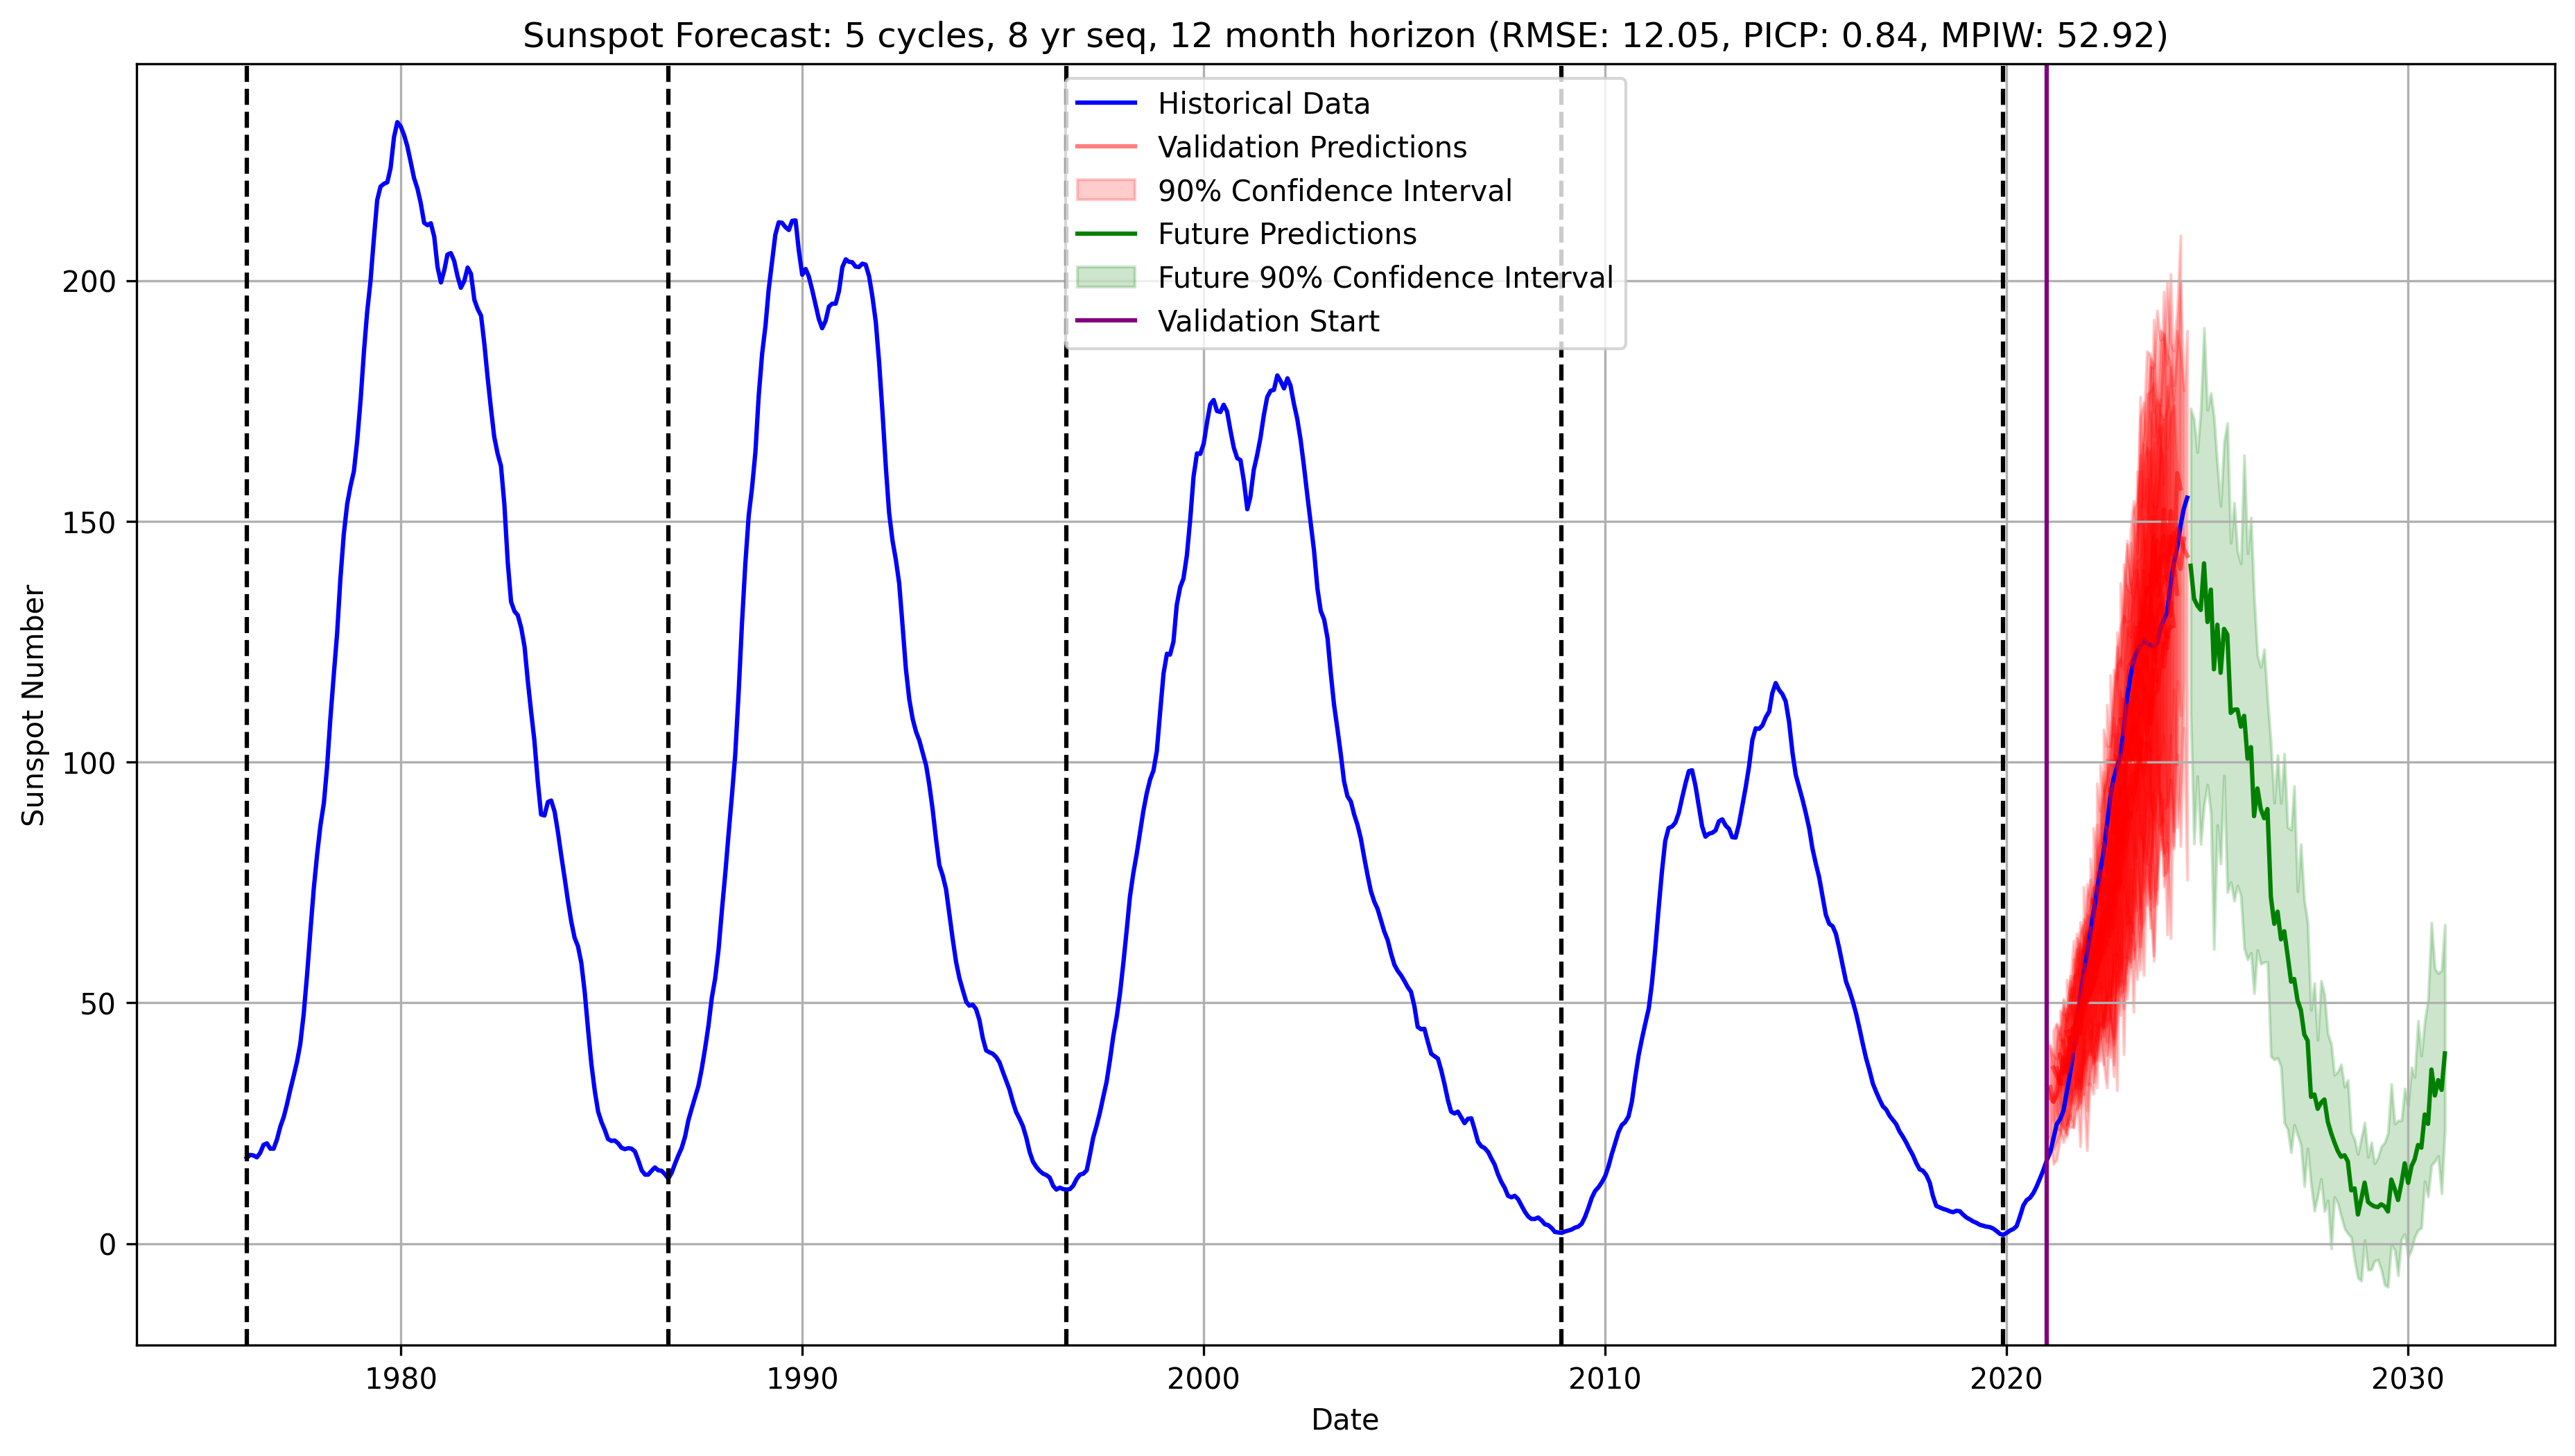 Sunspot Forecast: 5 cycles, 8 yr seq, 12 month horizon (RMSE: 12.05, PICP: 0.84, MPIW: 52.92)
Historical Data
Validation Predictions
90% Confidence Interval
Future Predictions
Future 90% Confidence Interval
Validation Start
Sunspot Number
200
150
100
50
0
1980
1990
2000
2010
2020
2030
Date